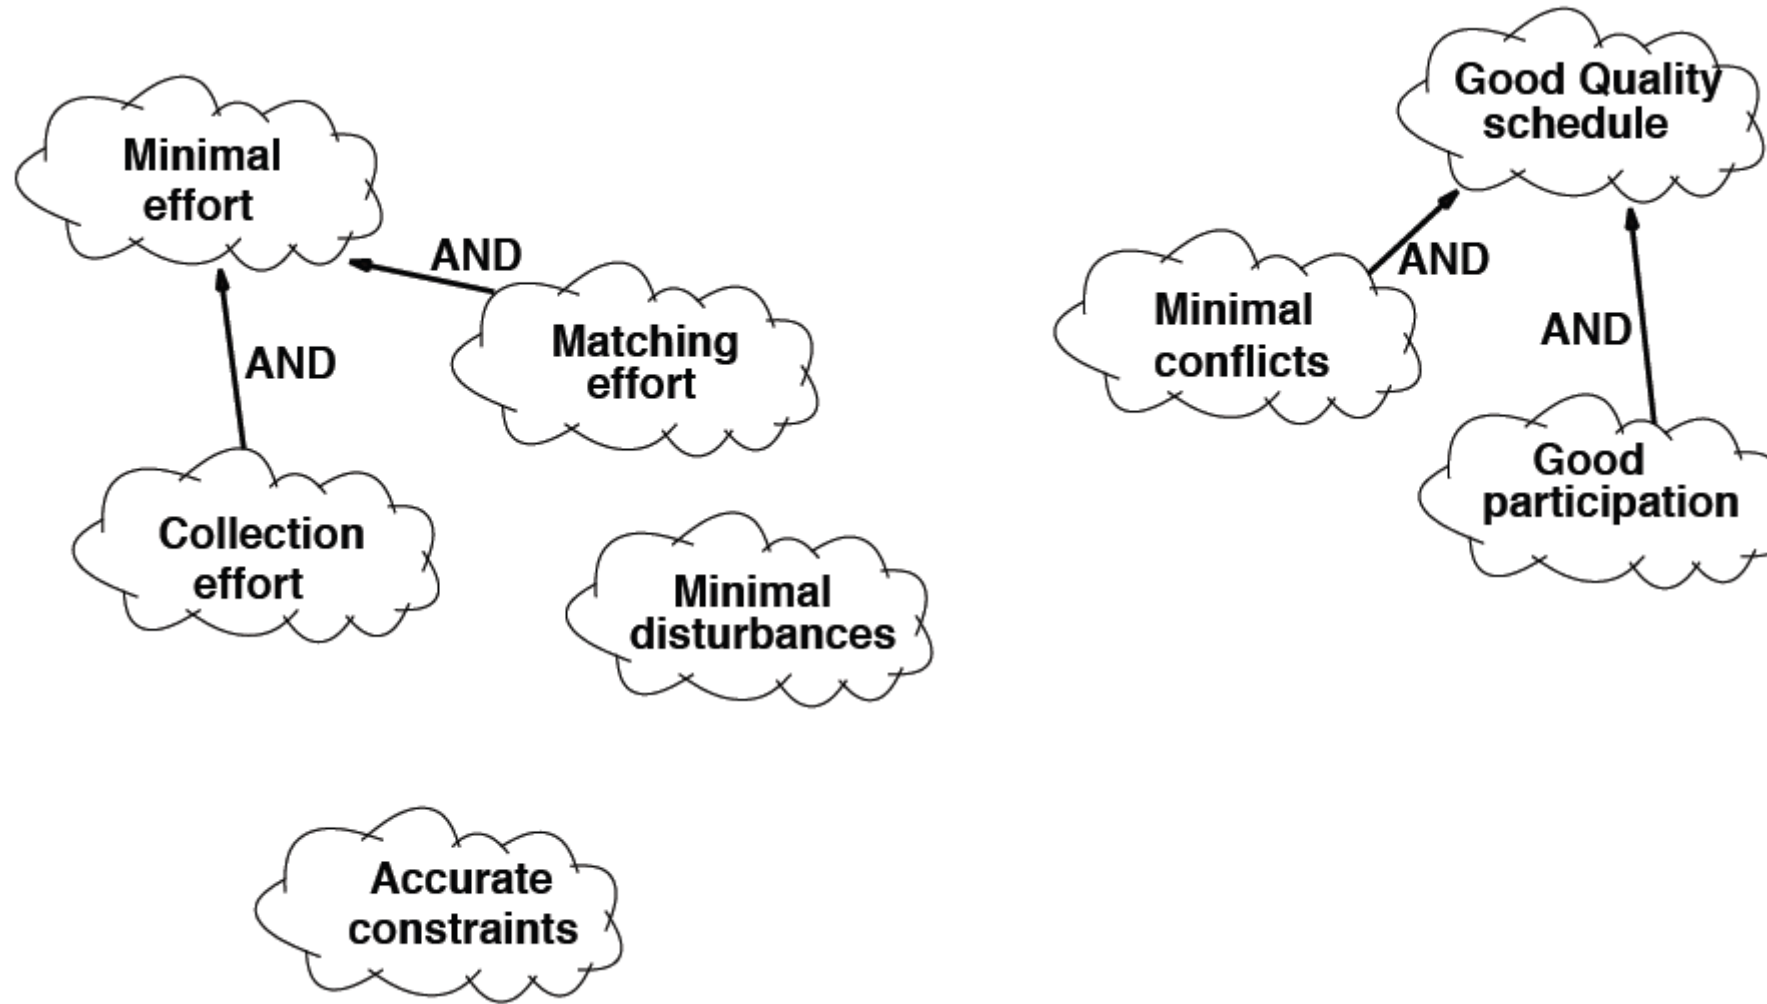 Good Quality
schedule
Minimal
effort
AND
AND
Minimal
conflicts
AND
Matching
effort
AND
Good
participation
Collection
effort
Minimal
disturbances
Accurate
constraints